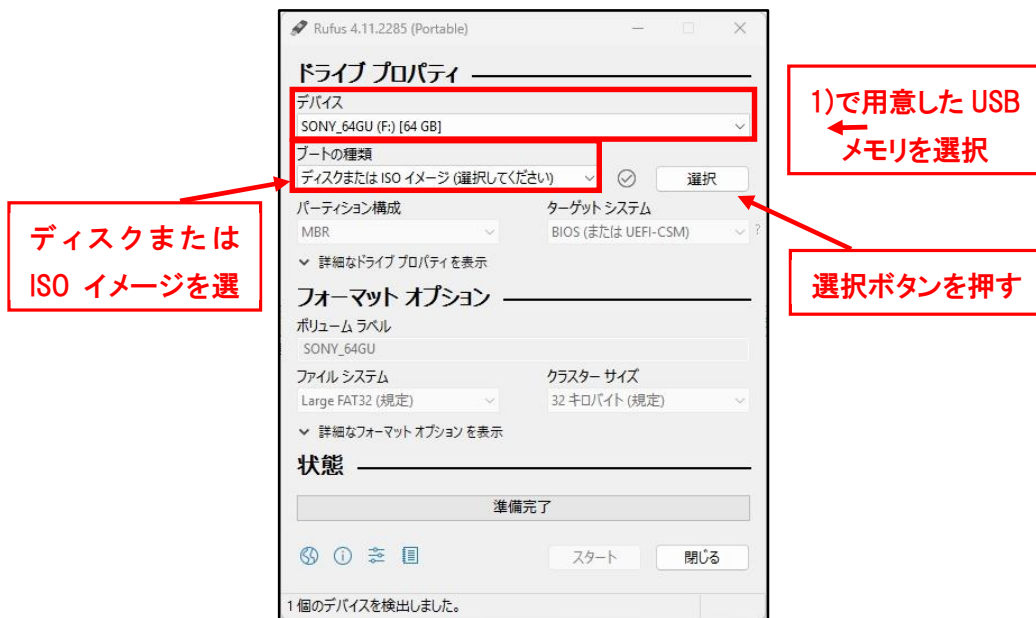 Rufus 4.11.2285 (Portable)
ドライブ プロパティ
デバイス
SONY_64GU (F:) [64 GB]
1)で用意した USB
メモリを選択
ブートの種類
ディスクまたは ISO イメージ (選択してください)
選択
パーティション構成
ターゲット システム
MBR
BIOS (または UEFI-CSM)
?
ディスクまたは
ISO イメージを選
詳細なドライブ プロパティを表示
選択ボタンを押す
フォーマット オプション
ボリューム ラベル
SONY_64GU
ファイル システム
クラスター サイズ
Large FAT32 (規定)
32 キロバイト (規定)
詳細なフォーマット オプション を表示
状態
準備完了
スタート
閉じる
1 個のデバイスを検出しました。